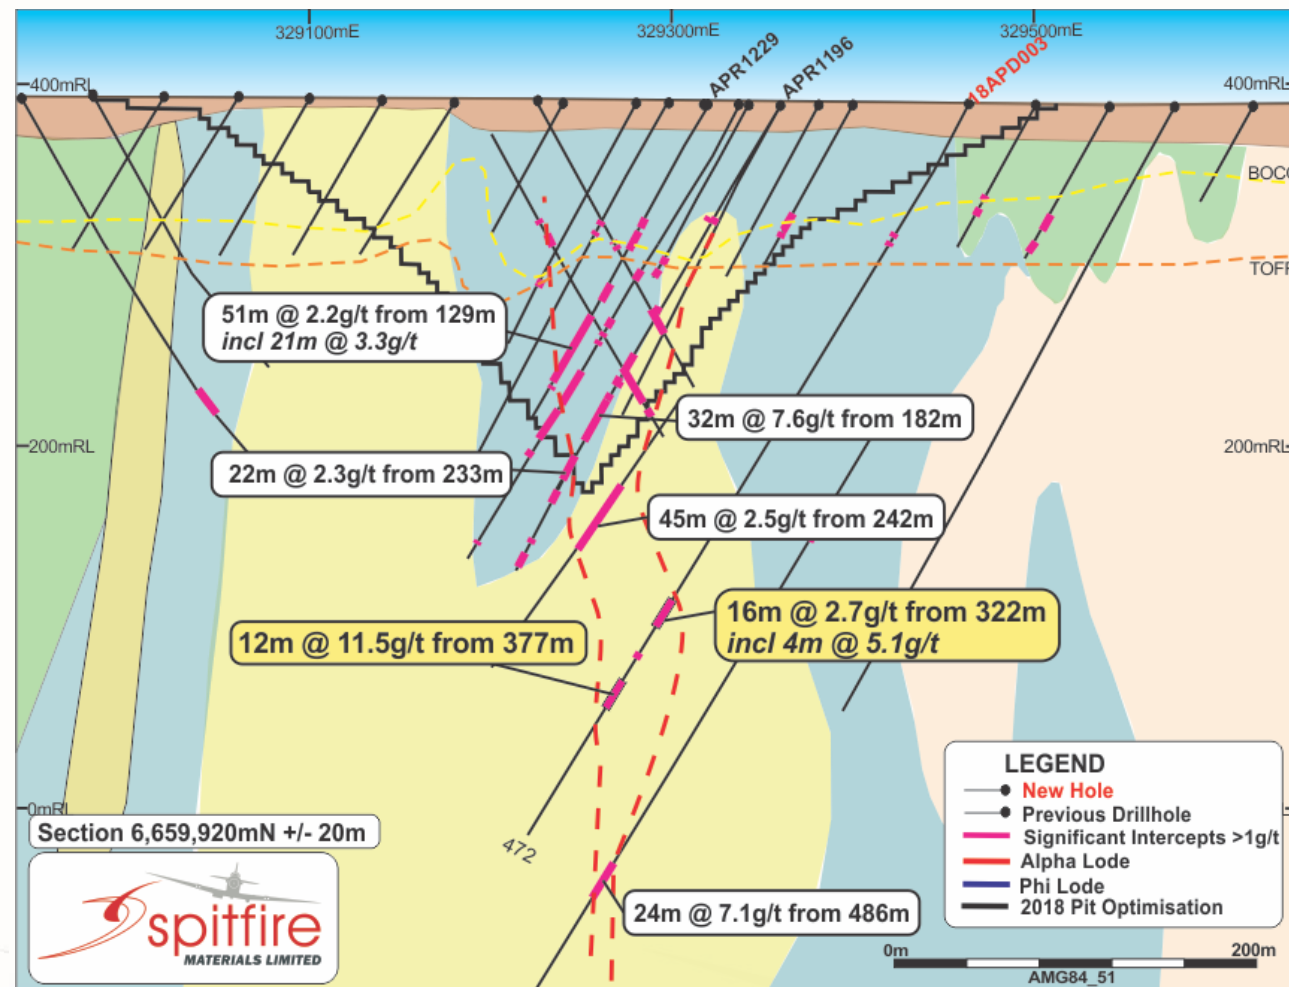 329100mE
329300mE
329500mE
APR1229
APR1196
18APD003
400mRL
400mRL
BOCO
TOFR
51m @ 2.2g/t from 129m
incl 21m @ 3.3g/t
200mRL
200mRL
32m @ 7.6g/t from 182m
22m @ 2.3g/t from 233m
45m @ 2.5g/t from 242m
12m @ 11.5g/t from 377m
16m @ 2.7g/t from 322m
incl 4m @ 5.1g/t
LEGEND
New Hole
Previous Drillhole
Significant Intercepts >1g/t
Alpha Lode
Phi Lode
2018 Pit Optimisation
0mRL
Section 6,659,920mN +/- 20m
472
spitfire
MATERIALS LIMITED
24m @ 7.1g/t from 486m
0m
200m
AMG84_51